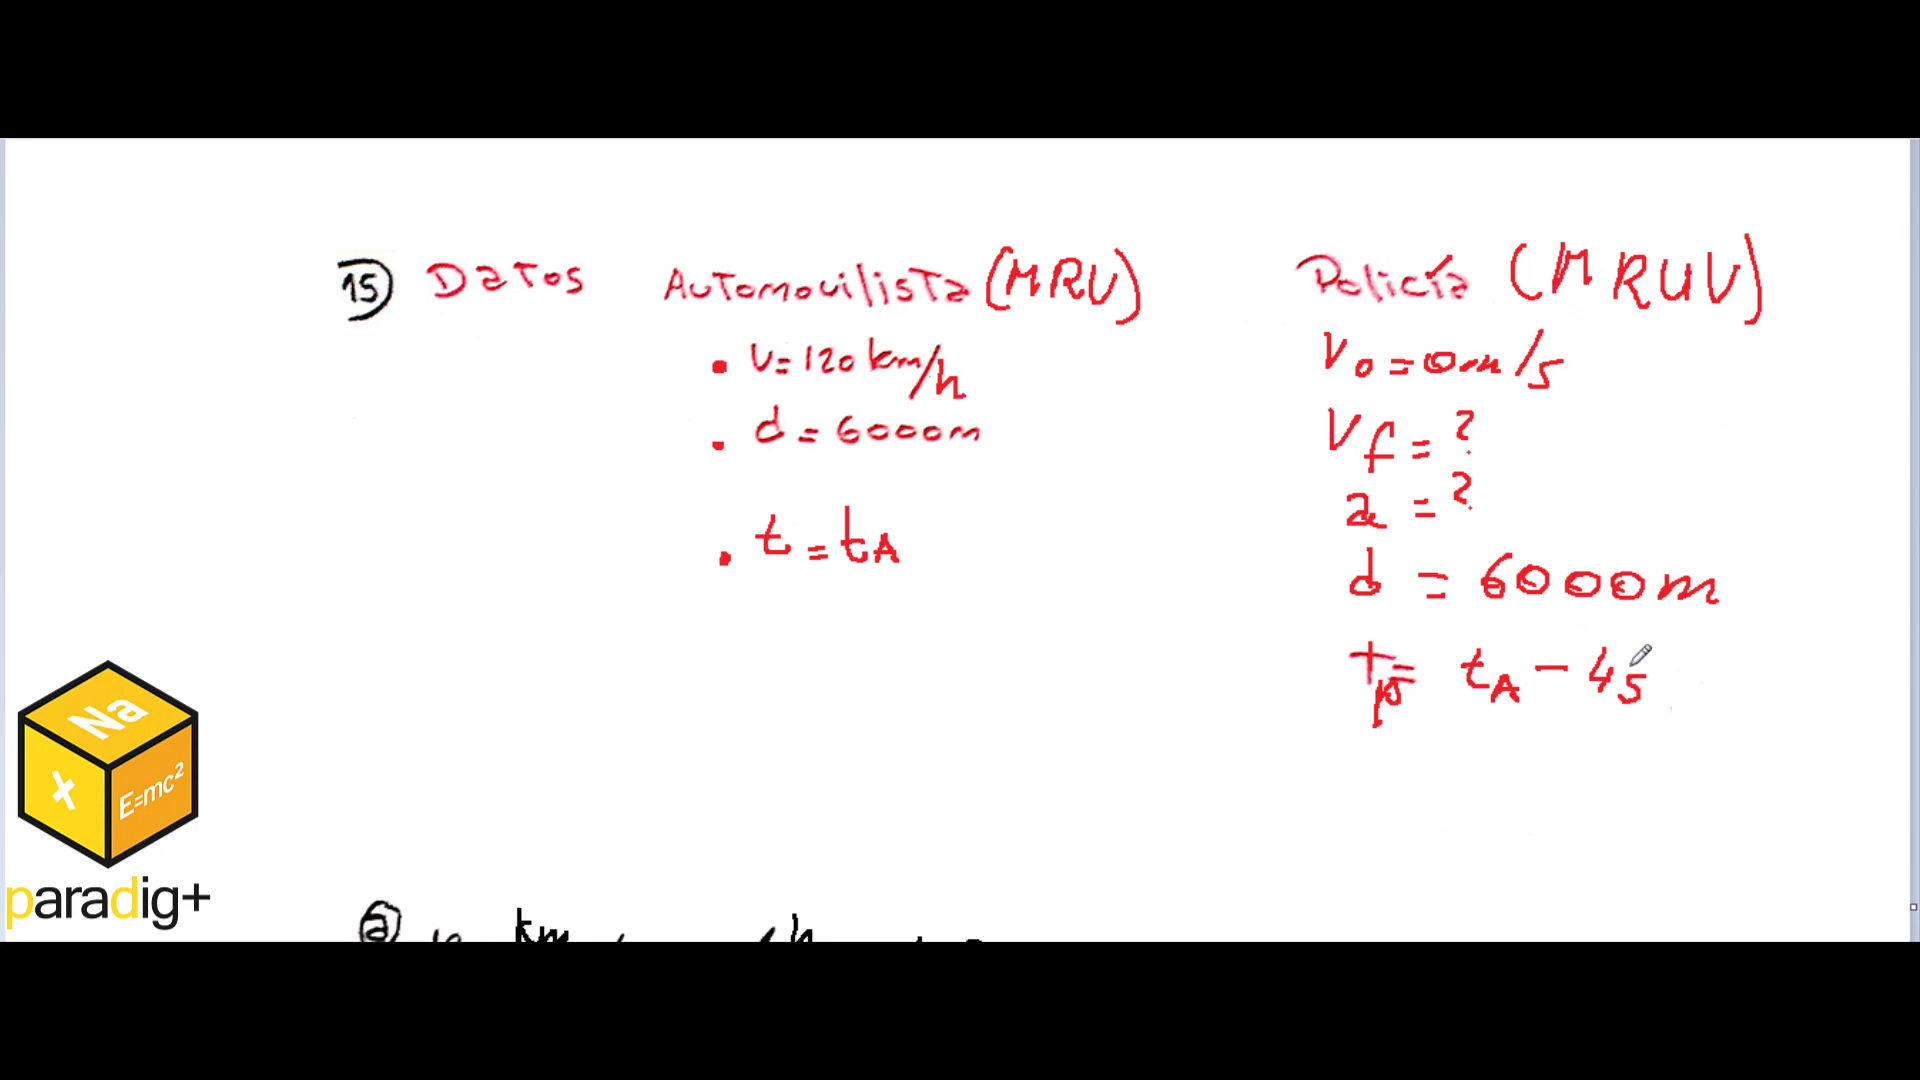 15 Datos Automovilista (MRU) Policía (MRUV)
• v=120 km/h
• d = 6000m
• t = tA
Vo = 0m/s
Vf = ?
a = ?
d = 6000m
tp = tA - 4s
Na
x
E=mc²
paradig+
a km h